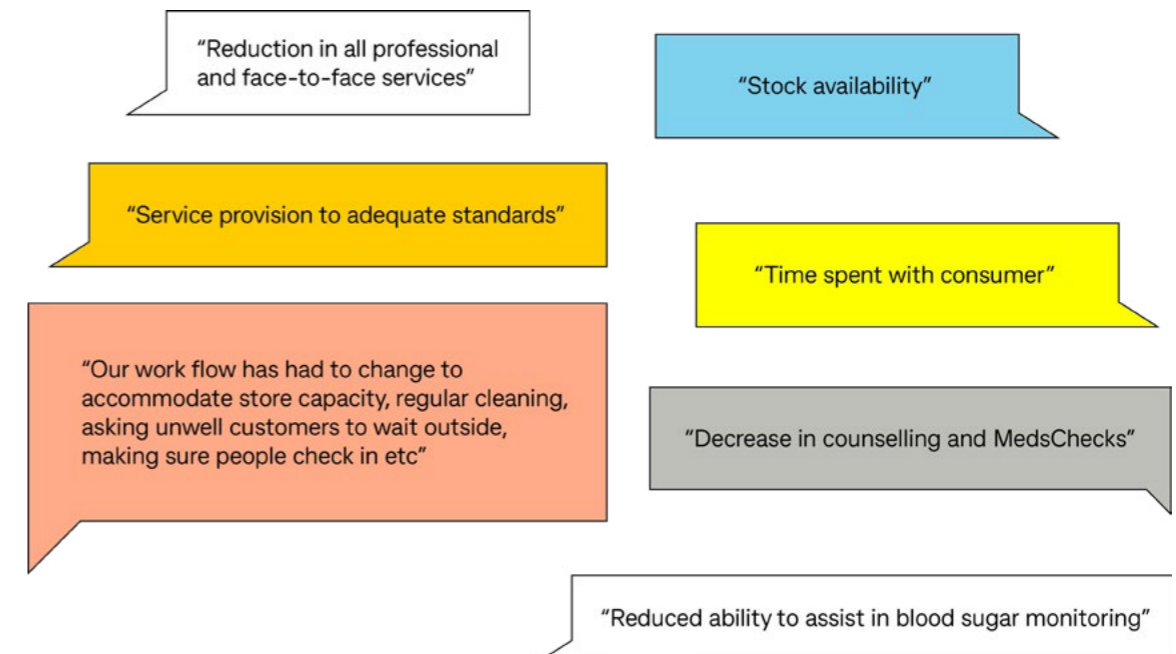 “Reduction in all professional
and face-to-face services”
“Stock availability”
“Service provision to adequate standards”
“Time spent with consumer”
“Our work flow has had to change to
accommodate store capacity, regular cleaning,
asking unwell customers to wait outside,
making sure people check in etc”
“Decrease in counselling and MedsChecks”
“Reduced ability to assist in blood sugar monitoring”